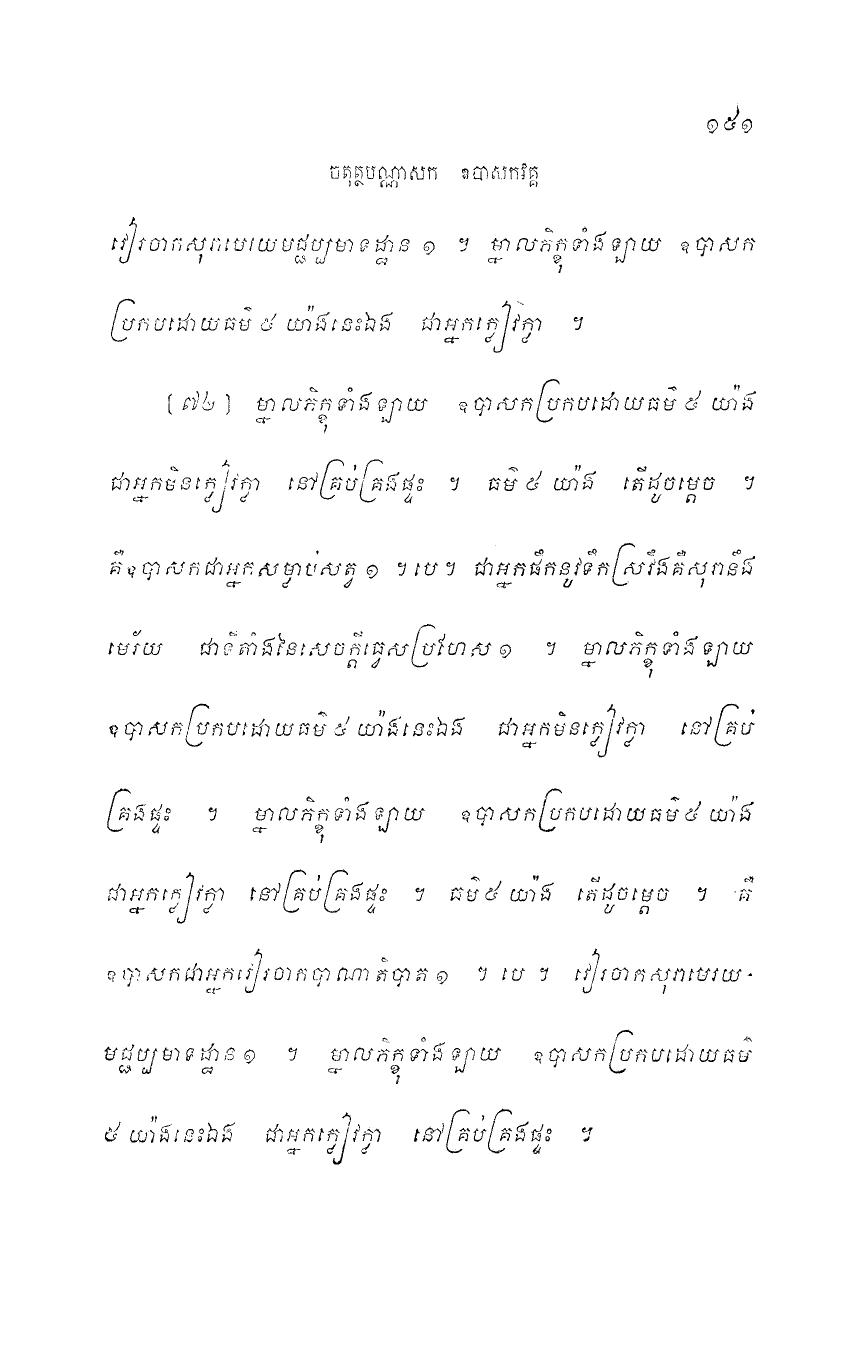 ១៥១
ចតុត្ថបណ្ណាសក ឧបាសកវគ្គ
វៀរចាកសុរាមេរយមជ្ជប្បមាទដ្ឋាន ១ ។ ម្នាលភិក្ខុទាំងឡាយ ឧបាសក
ប្រកបដោយធម៌ ៥ យ៉ាងនេះឯង ជាអ្នកក្លៀវក្លា ។
[៧២] ម្នាលភិក្ខុទាំងឡាយ ឧបាសកប្រកបដោយធម៌ ៥ យ៉ាង
ជាអ្នកមិនក្លៀវក្លា នៅគ្រប់គ្រងផ្ទះ ។ ធម៌ ៥ យ៉ាង តើដូចម្តេច ។
គឺឧបាសកជាអ្នកសម្លាប់សត្វ ១ ។ បេ ។ ជាអ្នកផឹកនូវទឹកស្រវឹងគឺសុរានឹង
មេរ័យ ជាទីតាំងនៃសេចក្តីធ្វេសប្រហែស ១ ។ ម្នាលភិក្ខុទាំងឡាយ
ឧបាសកប្រកបដោយធម៌ ៥ យ៉ាងនេះឯង ជាអ្នកមិនក្លៀវក្លា នៅគ្រប់
គ្រងផ្ទះ ។ ម្នាលភិក្ខុទាំងឡាយ ឧបាសកប្រកបដោយធម៌ ៥ យ៉ាង
ជាអ្នកក្លៀវក្លា នៅគ្រប់គ្រងផ្ទះ ។ ធម៌ ៥ យ៉ាង តើដូចម្តេច ។ គឺ
ឧបាសកជាអ្នកវៀរចាកបាណាតិបាត ១ ។ បេ ។ វៀរចាកសុរាមេរយ-
មជ្ជប្បមាទដ្ឋាន ១ ។ ម្នាលភិក្ខុទាំងឡាយ ឧបាសកប្រកបដោយធម៌
៥ យ៉ាងនេះឯង ជាអ្នកក្លៀវក្លា នៅគ្រប់គ្រងផ្ទះ ។